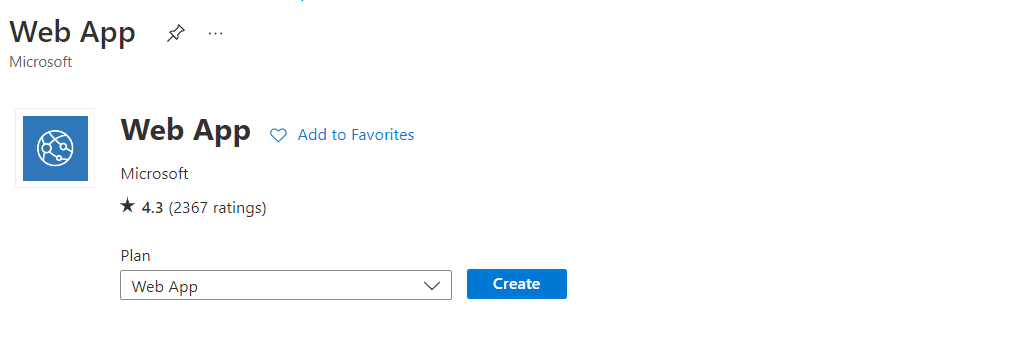 Web App
Microsoft
Web App
Add to Favorites
Microsoft
4.3 (2367 ratings)
Plan
Web App
Create